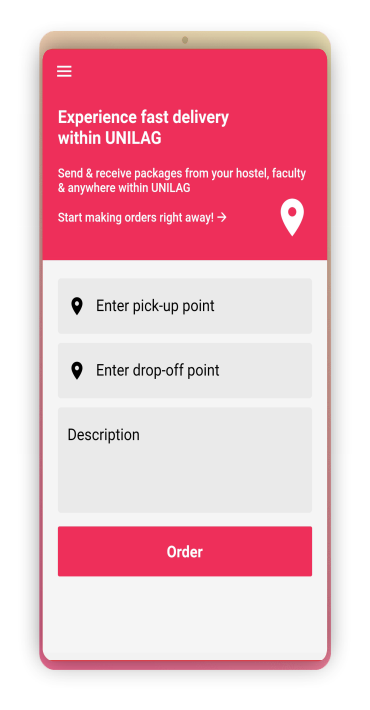 Experience fast delivery
within UNILAG
Send & receive packages from your hostel, faculty
& anywhere within UNILAG
Start making orders right away! →
Enter pick-up point
Enter drop-off point
Description
Order